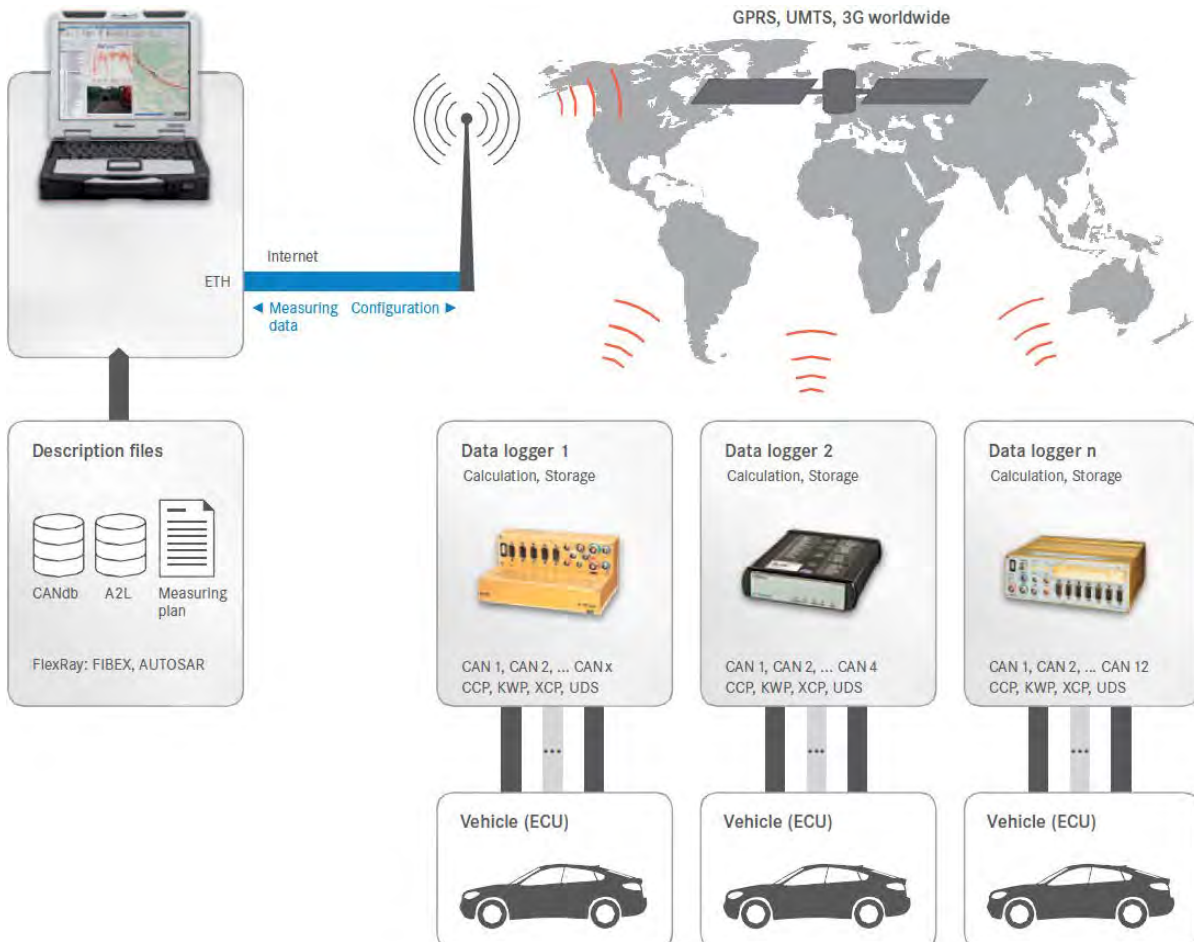 GPRS, UMTS, 3G worldwide
Internet
ETH
◄ Measuring data
Configuration ►
Description files
CANdb
A2L
Measuring
plan
FlexRay: FIBEX, AUTOSAR
Data logger 1
Calculation, Storage
CAN 1, CAN 2, ... CAN x
CCP, KWP, XCP, UDS
Data logger 2
Calculation, Storage
CAN 1, CAN 2, ... CAN 4
CCP, KWP, XCP, UDS
Data logger n
Calculation, Storage
CAN 1, CAN 2, ... CAN 12
CCP, KWP, XCP, UDS
...
...
...
Vehicle (ECU)
Vehicle (ECU)
Vehicle (ECU)